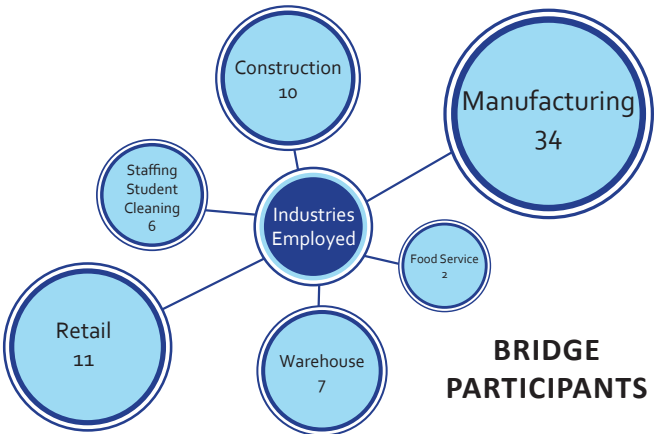 Construction
10
Manufacturing
34
Staffing
Student
Cleaning
6
Industries
Employed
Food Service
2
Retail
11
Warehouse
7
BRIDGE
PARTICIPANTS